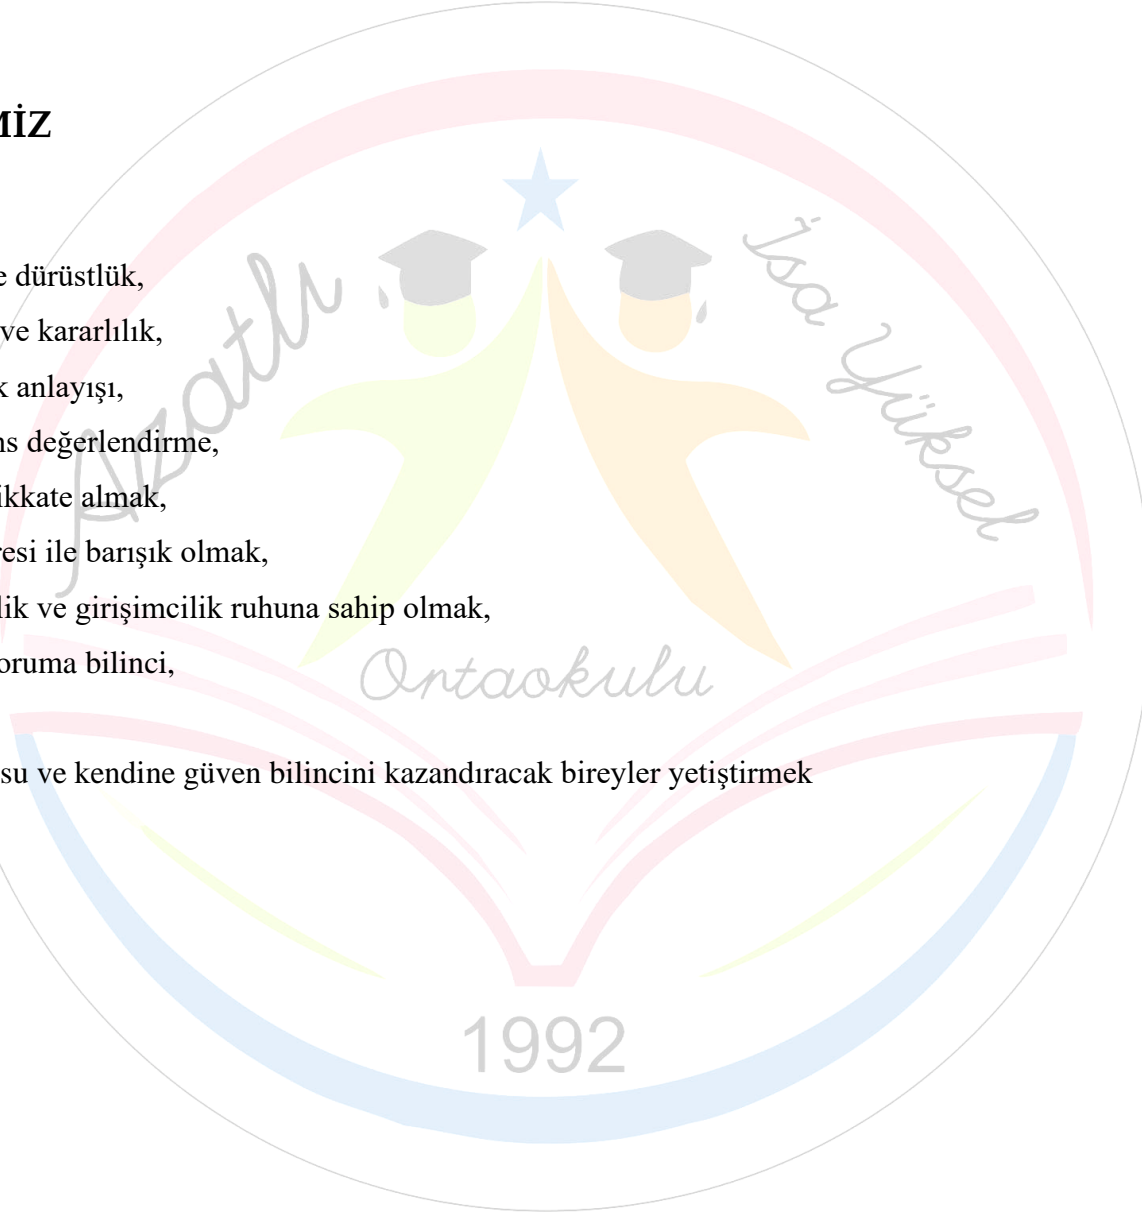 MİZ
e dürüstlük,
ve kararlılık,
k anlayışı,
ns değerlendirme,
ikkate almak,
resi ile barışık olmak,
lik ve girişimcilik ruhuna sahip olmak,
oruma bilinci,
su ve kendine güven bilincini kazandıracak bireyler yetiştirmek
Azatlı
İsa Yüksel
Ortaokulu
1992